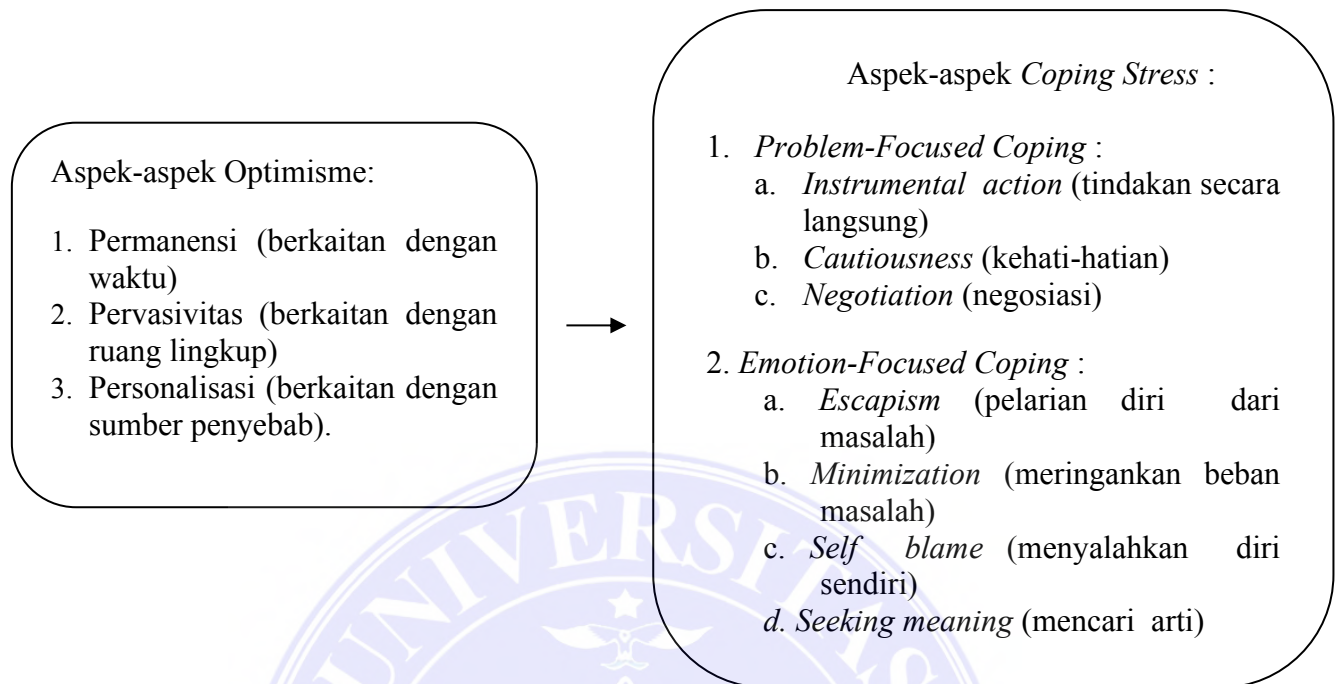 Aspek-aspek Optimisme:
1. Permanensi (berkaitan dengan
waktu)
2. Pervasivitas (berkaitan dengan
ruang lingkup)
3. Personalisasi (berkaitan dengan
sumber penyebab).
Aspek-aspek Coping Stress :
1. Problem-Focused Coping :
a. Instrumental action (tindakan secara
langsung)
b. Cautiousness (kehati-hatian)
c. Negotiation (negosiasi)
2. Emotion-Focused Coping :
a. Escapism (pelarian diri dari
masalah)
b. Minimization (meringankan beban
masalah)
c. Self blame (menyalahkan diri
sendiri)
d. Seeking meaning (mencari arti)
UNIVERSITAS